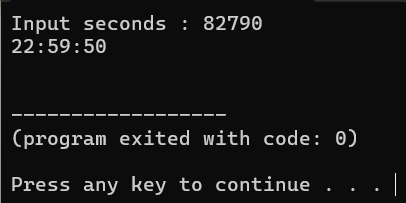 Input seconds : 82790
22:59:50
------------------
(program exited with code: 0)
Press any key to continue . . .